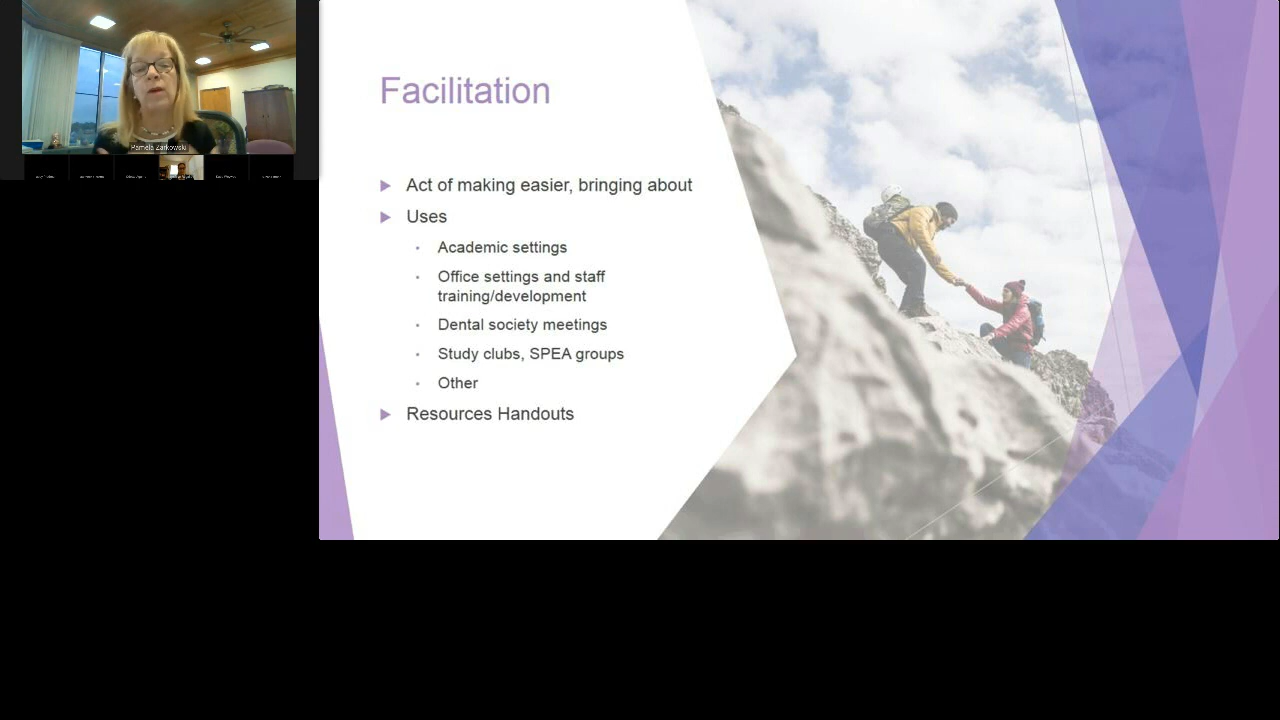 Pamela Zarkowski
Facilitation
Act of making easier, bringing about
Uses
Academic settings
Office settings and staff
training/development
Dental society meetings
Study clubs, SPEA groups
Other
Resources Handouts